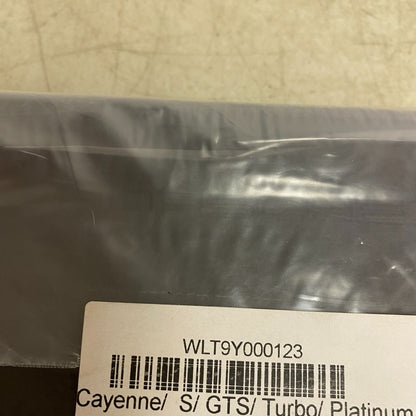 WLT9Y000123
Cayenne/ S/ GTS/ Turbo/ Platinum